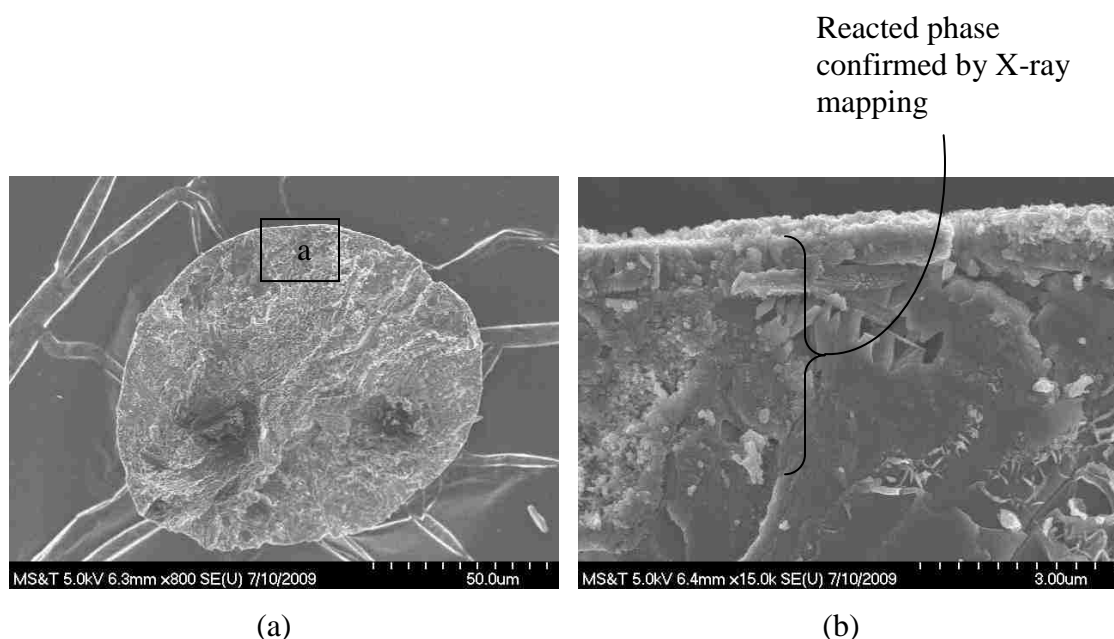 Reacted phase
confirmed by X-ray
mapping
a
MS&T 5.0kV 6.3mm x800 SE(U) 7/10/2009
50.0um
MS&T 5.0kV 6.4mm x15.0k SE(U) 7/10/2009
3.00um
(a)
(b)